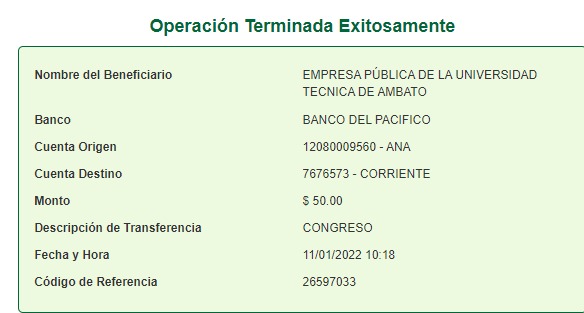 Operación Terminada Exitosamente
Nombre del Beneficiario EMPRESA PÚBLICA DE LA UNIVERSIDAD
TECNICA DE AMBATO
Banco BANCO DEL PACIFICO
Cuenta Origen 12080009560 - ANA
Cuenta Destino 7676573 - CORRIENTE
Monto $ 50.00
Descripción de Transferencia CONGRESO
Fecha y Hora 11/01/2022 10:18
Código de Referencia 26597033